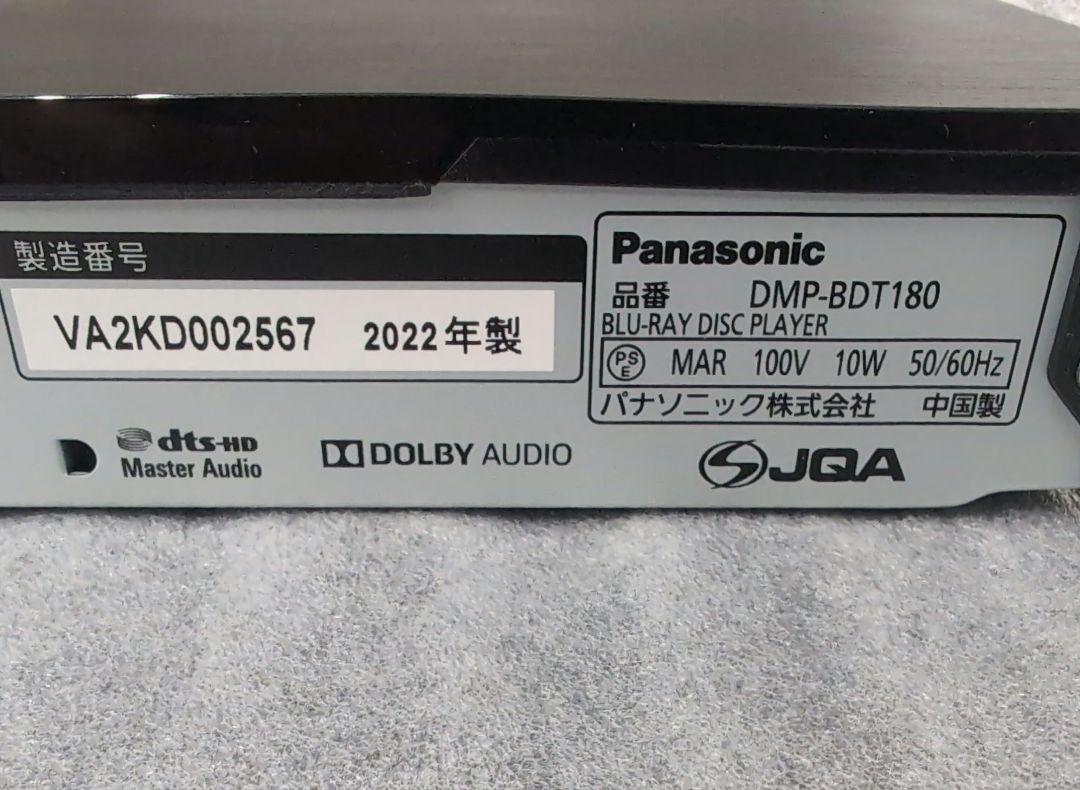 製造番号
VA2KD002567 2022年製
dts-HD
Master Audio
DOLBY AUDIO
Panasonic
品番 DMP-BDT180
BLU-RAY DISC PLAYER
PSE MAR 100V 10W 50/60Hz
パナソニック株式会社 中国製
JQA